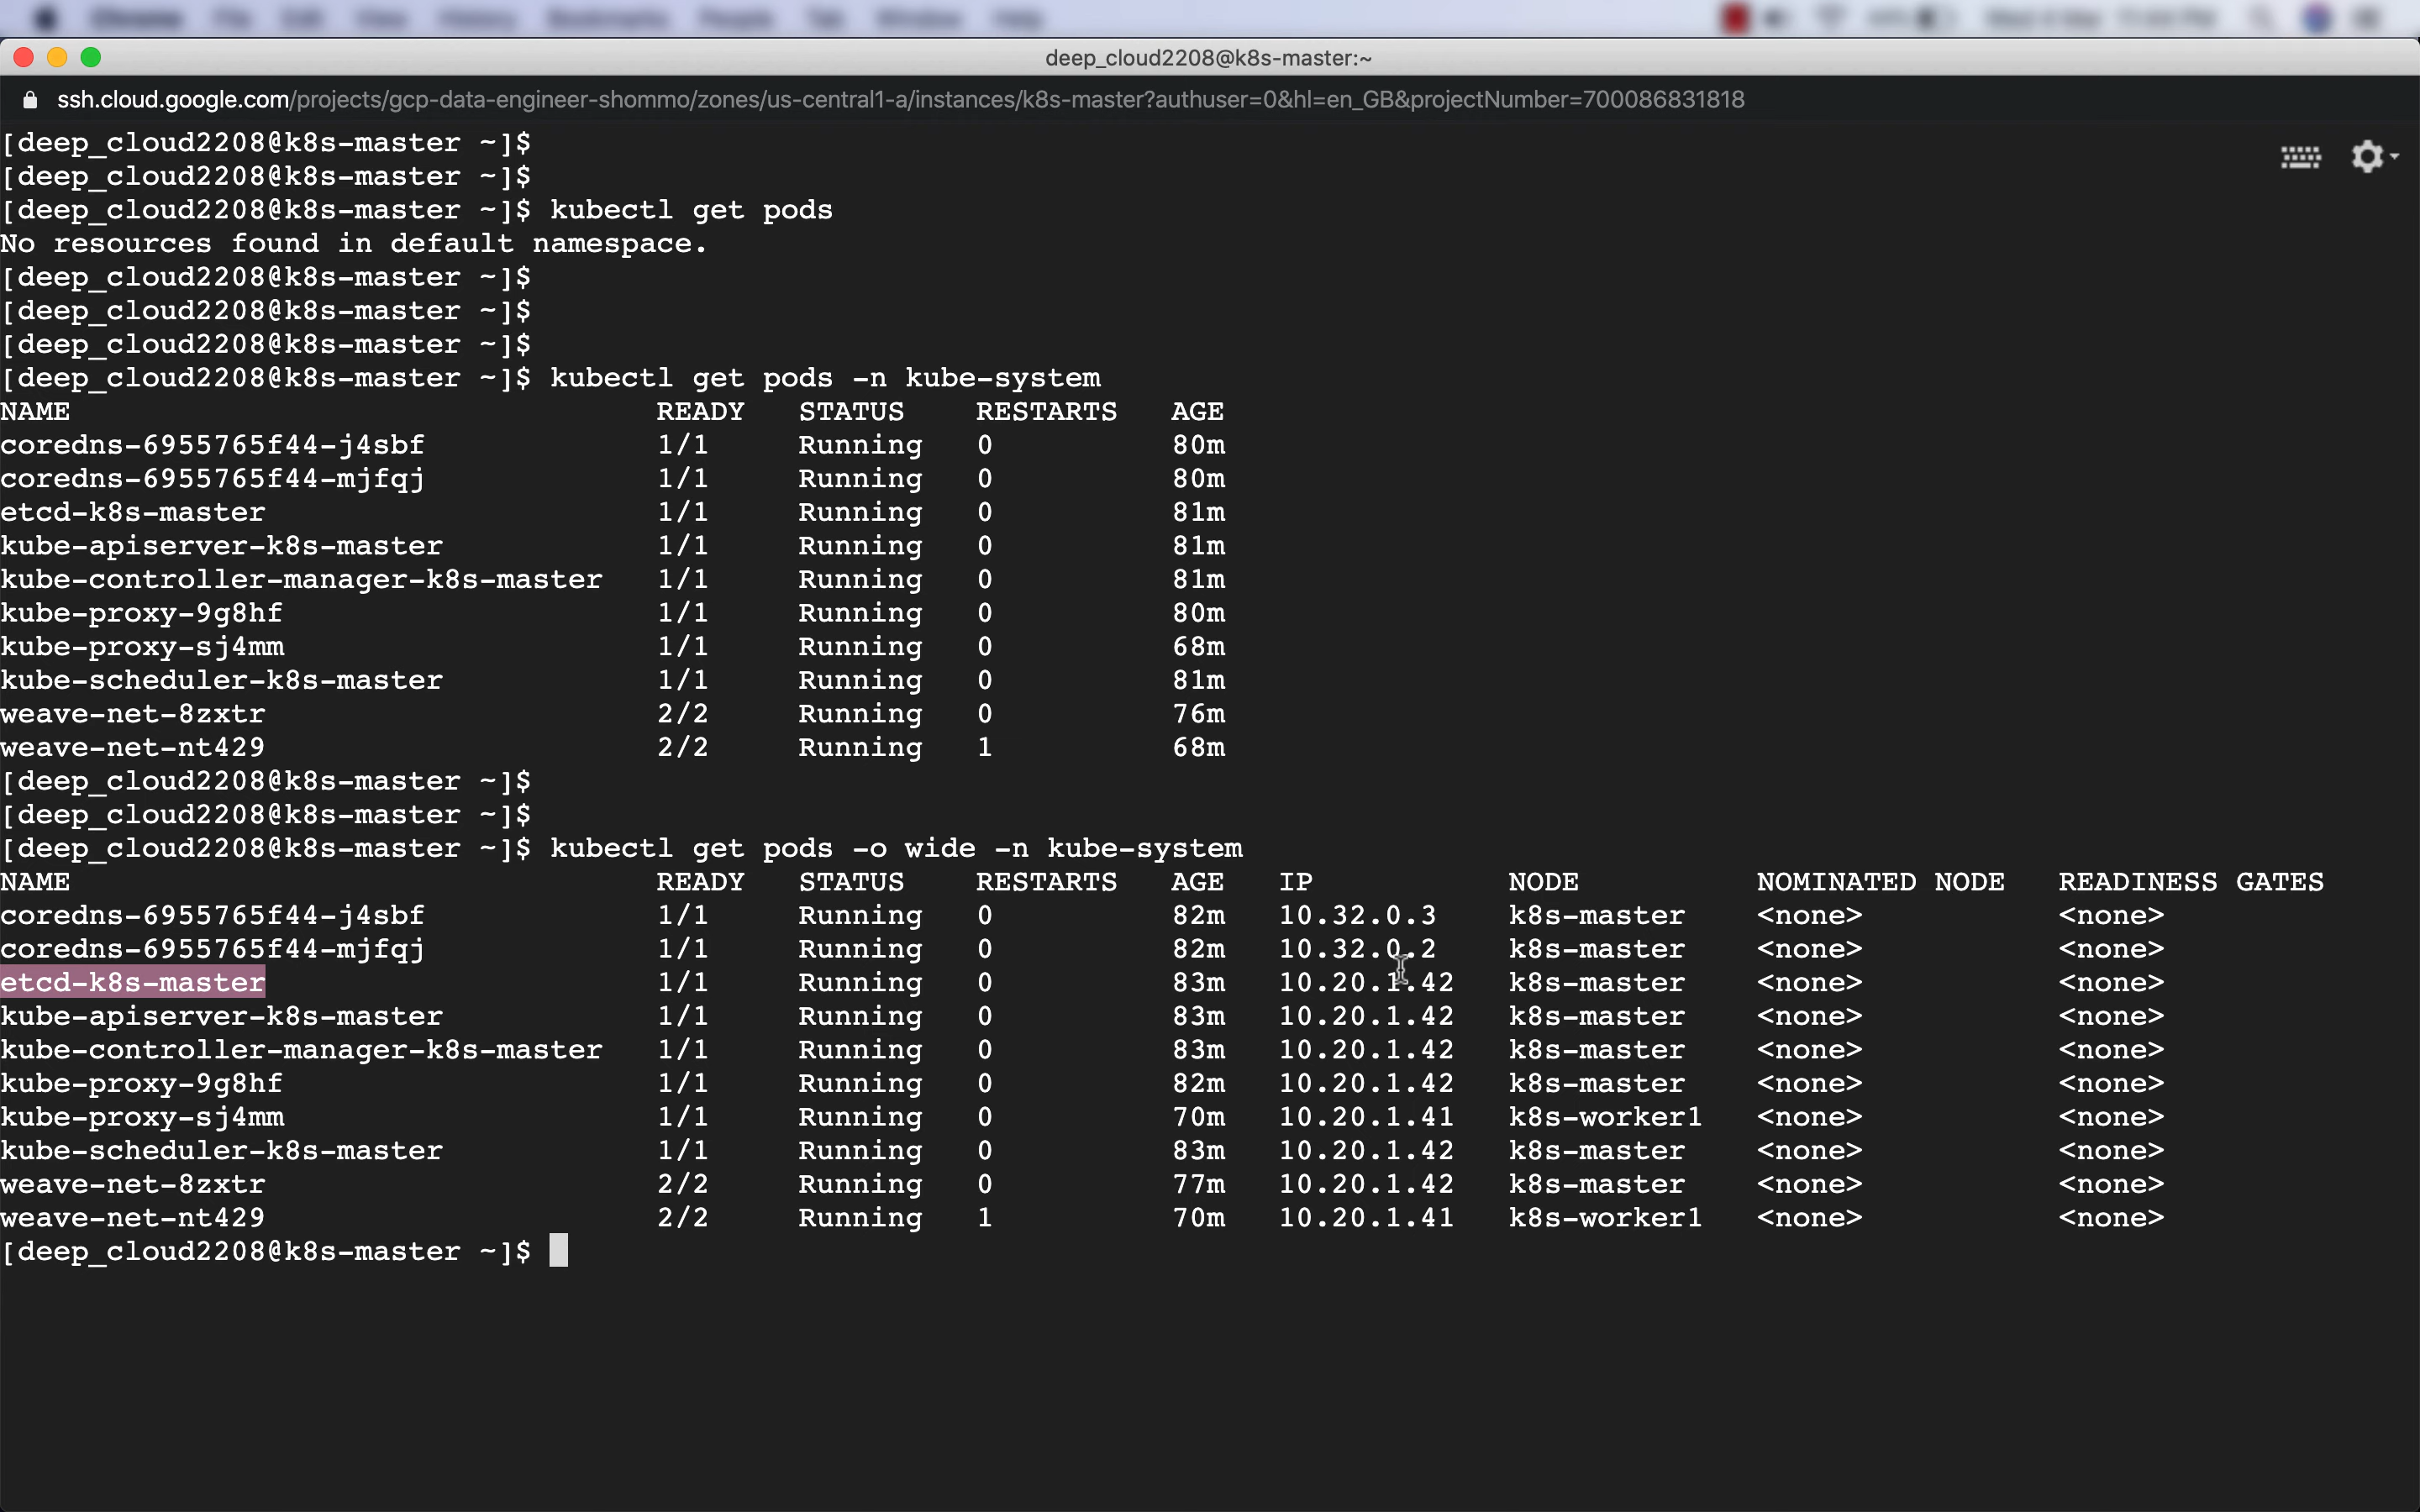 Chrome File Edit View History Bookmarks People Tab Window Help
deep_cloud2208@k8s-master:~
ssh.cloud.google.com/projects/gcp-data-engineer-shommo/zones/us-central1-a/instances/k8s-master?authuser=0&hl=en_GB&projectNumber=700086831818
[deep_cloud2208@k8s-master ~]$
[deep_cloud2208@k8s-master ~]$
[deep_cloud2208@k8s-master ~]$ kubectl get pods
No resources found in default namespace.
[deep_cloud2208@k8s-master ~]$
[deep_cloud2208@k8s-master ~]$
[deep_cloud2208@k8s-master ~]$
[deep_cloud2208@k8s-master ~]$ kubectl get pods -n kube-system
NAME READY STATUS RESTARTS AGE
coredns-6955765f44-j4sbf 1/1 Running 0 80m
coredns-6955765f44-mjfqj 1/1 Running 0 80m
etcd-k8s-master 1/1 Running 0 81m
kube-apiserver-k8s-master 1/1 Running 0 81m
kube-controller-manager-k8s-master 1/1 Running 0 81m
kube-proxy-9g8hf 1/1 Running 0 80m
kube-proxy-sj4mm 1/1 Running 0 68m
kube-scheduler-k8s-master 1/1 Running 0 81m
weave-net-8zxtr 2/2 Running 0 76m
weave-net-nt429 2/2 Running 1 68m
[deep_cloud2208@k8s-master ~]$
[deep_cloud2208@k8s-master ~]$
[deep_cloud2208@k8s-master ~]$ kubectl get pods -o wide -n kube-system
NAME READY STATUS RESTARTS AGE IP NODE NOMINATED NODE READINESS GATES
coredns-6955765f44-j4sbf 1/1 Running 0 82m 10.32.0.3 k8s-master <none> <none>
coredns-6955765f44-mjfqj 1/1 Running 0 82m 10.32.0.2 k8s-master <none> <none>
etcd-k8s-master 1/1 Running 0 83m 10.20.1.42 k8s-master <none> <none>
kube-apiserver-k8s-master 1/1 Running 0 83m 10.20.1.42 k8s-master <none> <none>
kube-controller-manager-k8s-master 1/1 Running 0 83m 10.20.1.42 k8s-master <none> <none>
kube-proxy-9g8hf 1/1 Running 0 82m 10.20.1.42 k8s-master <none> <none>
kube-proxy-sj4mm 1/1 Running 0 70m 10.20.1.41 k8s-worker1 <none> <none>
kube-scheduler-k8s-master 1/1 Running 0 83m 10.20.1.42 k8s-master <none> <none>
weave-net-8zxtr 2/2 Running 0 77m 10.20.1.42 k8s-master <none> <none>
weave-net-nt429 2/2 Running 1 70m 10.20.1.41 k8s-worker1 <none> <none>
[deep_cloud2208@k8s-master ~]$